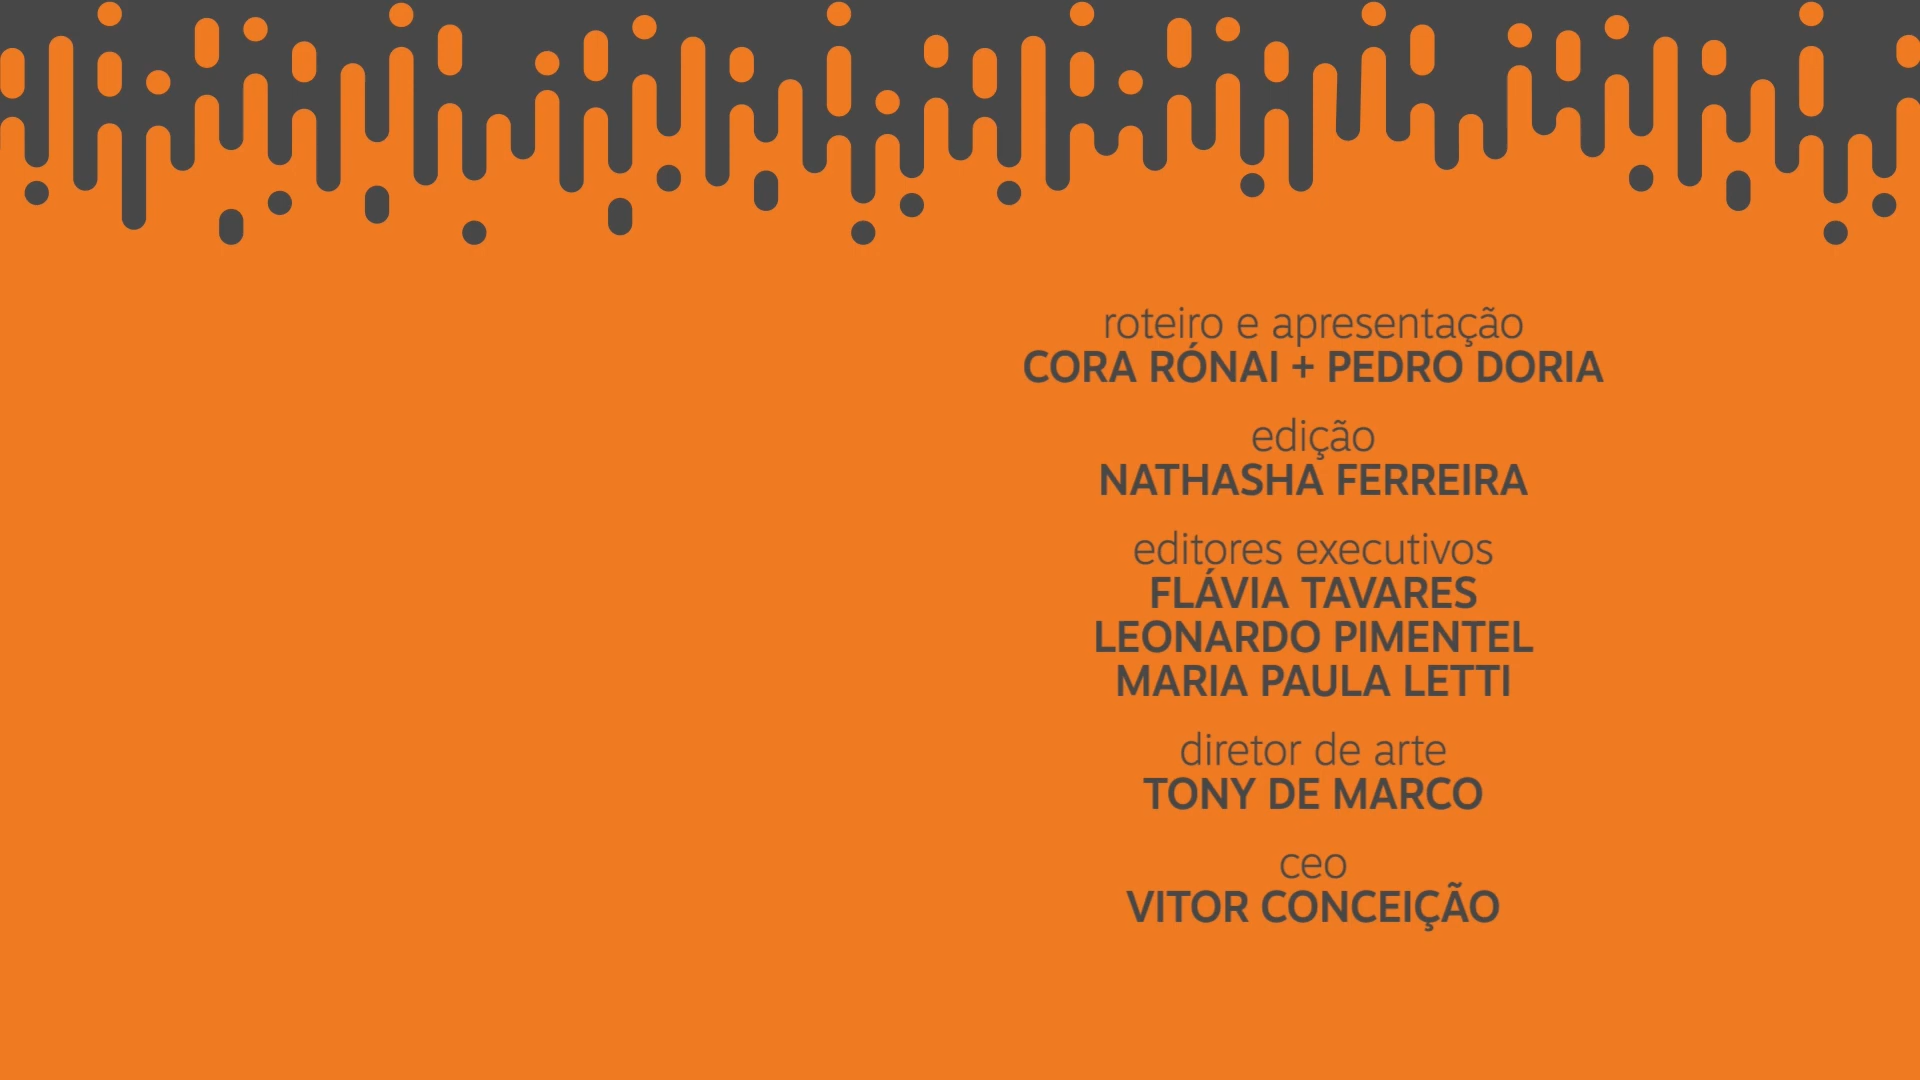 roteiro e apresentação
CORA RÓNAI + PEDRO DORIA
edição
NATHASHA FERREIRA
editores executivos
FLÁVIA TAVARES
LEONARDO PIMENTEL
MARIA PAULA LETTI
diretor de arte
TONY DE MARCO
ceo
VITOR CONCEIÇÃO